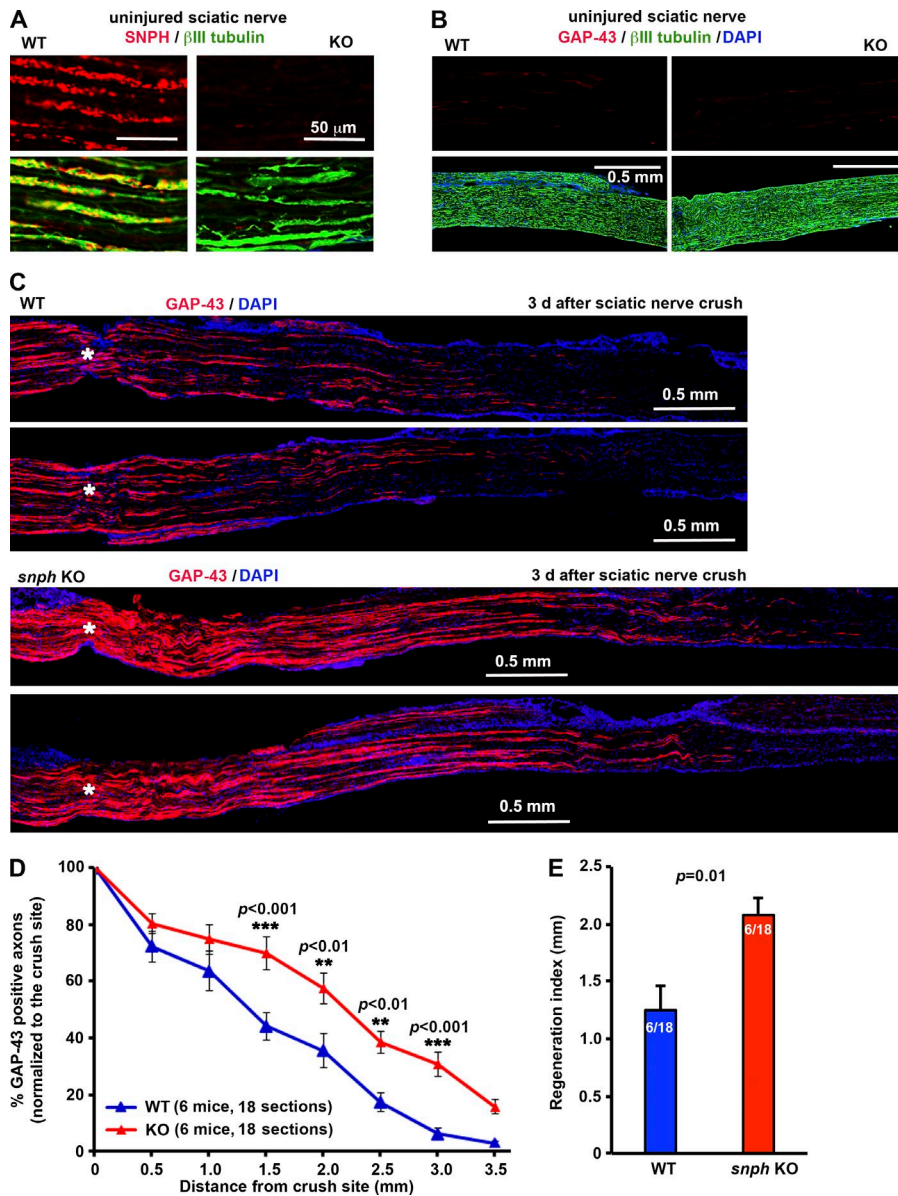 A
uninjured sciatic nerve
WT
SNPH / βIII tubulin
KO
50 μm
B
uninjured sciatic nerve
WT
GAP-43 / βIII tubulin /DAPI
KO
0.5 mm
C
WT
GAP-43 / DAPI
3 d after sciatic nerve crush
*
0.5 mm
*
0.5 mm
snph KO
GAP-43 / DAPI
3 d after sciatic nerve crush
*
0.5 mm
*
0.5 mm
D
% GAP-43 positive axons
(normalized to the crush site)
100
80
60
40
20
0
p<0.001
***
p<0.01
**
p<0.01
**
p<0.001
***
WT (6 mice, 18 sections)
KO (6 mice, 18 sections)
0 0.5 1.0 1.5 2.0 2.5 3.0 3.5
Distance from crush site (mm)
E
Regeneration index (mm)
2.5
2.0
1.5
1.0
0.5
0.0
p=0.01
6/18
6/18
WT
snph KO